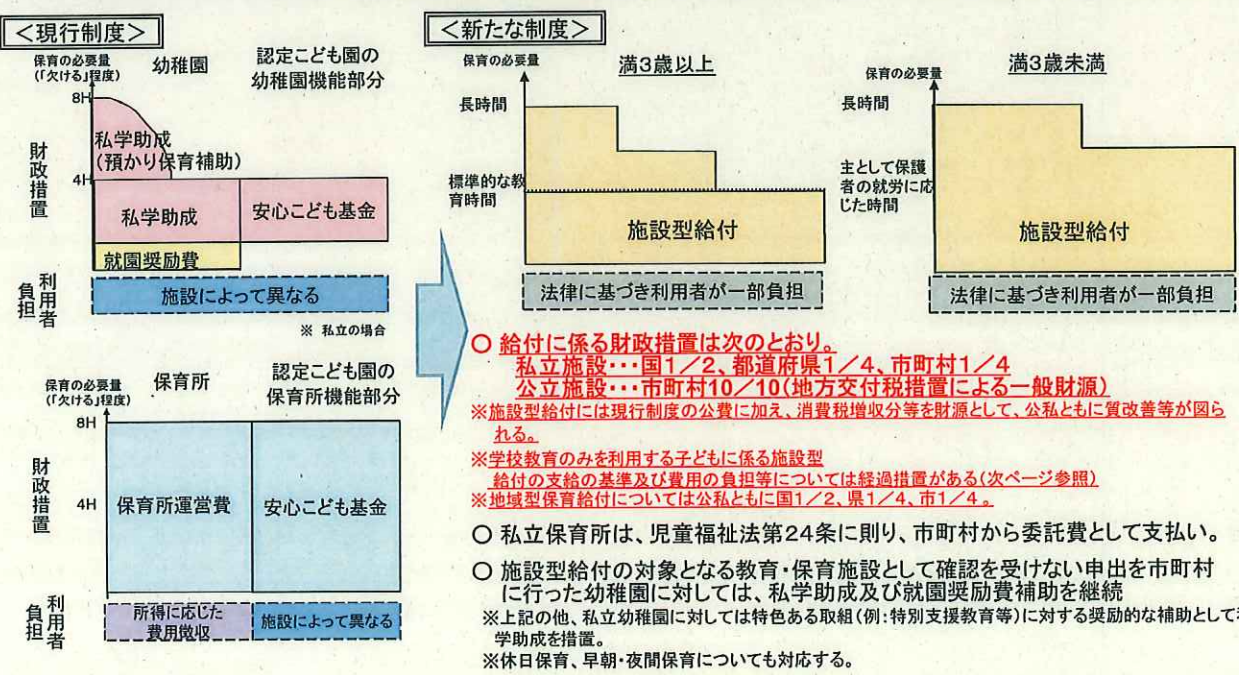 ＜現行制度＞
保育の必要量
(「欠ける」程度)
幼稚園
認定こども園の
幼稚園機能部分
8H
私学助成
(預かり保育補助)
4H
財政措置
私学助成
安心こども基金
就園奨励費
利用者
負担
施設によって異なる
※ 私立の場合
保育の必要量
(「欠ける」程度)
保育所
認定こども園の
保育所機能部分
8H
財政措置
4H
保育所運営費
安心こども基金
利用者
負担
所得に応じた
費用徴収
施設によって異なる
＜新たな制度＞
保育の必要量
満3歳以上
長時間
標準的な教
育時間
施設型給付
法律に基づき利用者が一部負担
保育の必要量
満3歳未満
長時間
主として保護
者の就労に応
じた時間
施設型給付
法律に基づき利用者が一部負担
○ 給付に係る財政措置は次のとおり。
私立施設・・・国1／2、都道府県1／4、市町村1／4
公立施設・・・市町村10／10(地方交付税措置による一般財源)
※施設型給付には現行制度の公費に加え、消費税増収分等を財源として、公私ともに質改善等が図ら
れる。
※学校教育のみを利用する子どもに係る施設型
給付の支給の基準及び費用の負担等については経過措置がある(次ページ参照)
※地域型保育給付については公私ともに国1／2、県1／4、市1／4。
○ 私立保育所は、児童福祉法第24条に則り、市町村から委託費として支払い。
○ 施設型給付の対象となる教育・保育施設として確認を受けない申出を市町村
に行った幼稚園に対しては、私学助成及び就園奨励費補助を継続
※上記の他、私立幼稚園に対しては特色ある取組(例:特別支援教育等)に対する奨励的な補助として
学助成を措置。
※休日保育、早朝・夜間保育についても対応する。